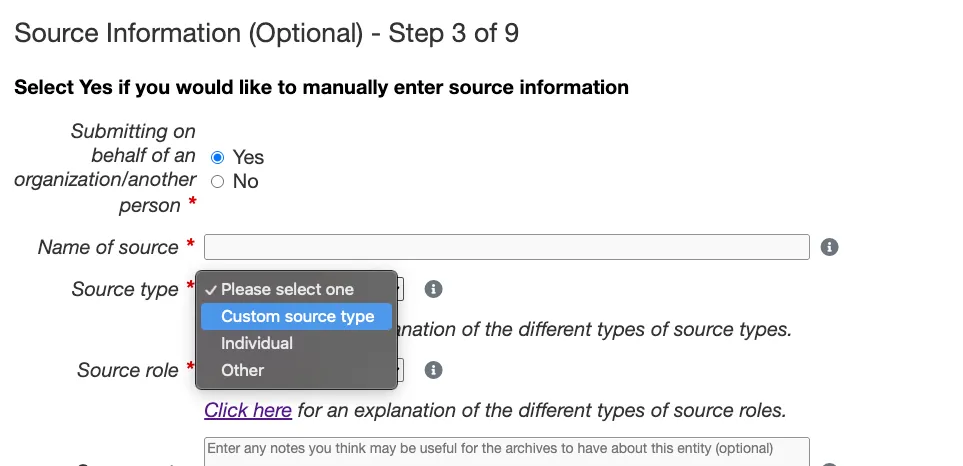 Source Information (Optional) - Step 3 of 9
Select Yes if you would like to manually enter source information
Submitting on
behalf of an
organization/another
person *
Yes
No
Name of source *
Source type *
✓ Please select one
Custom source type
Individual
Other
anation of the different types of source types.
Source role *
Click here for an explanation of the different types of source roles.
Enter any notes you think may be useful for the archives to have about this entity (optional)